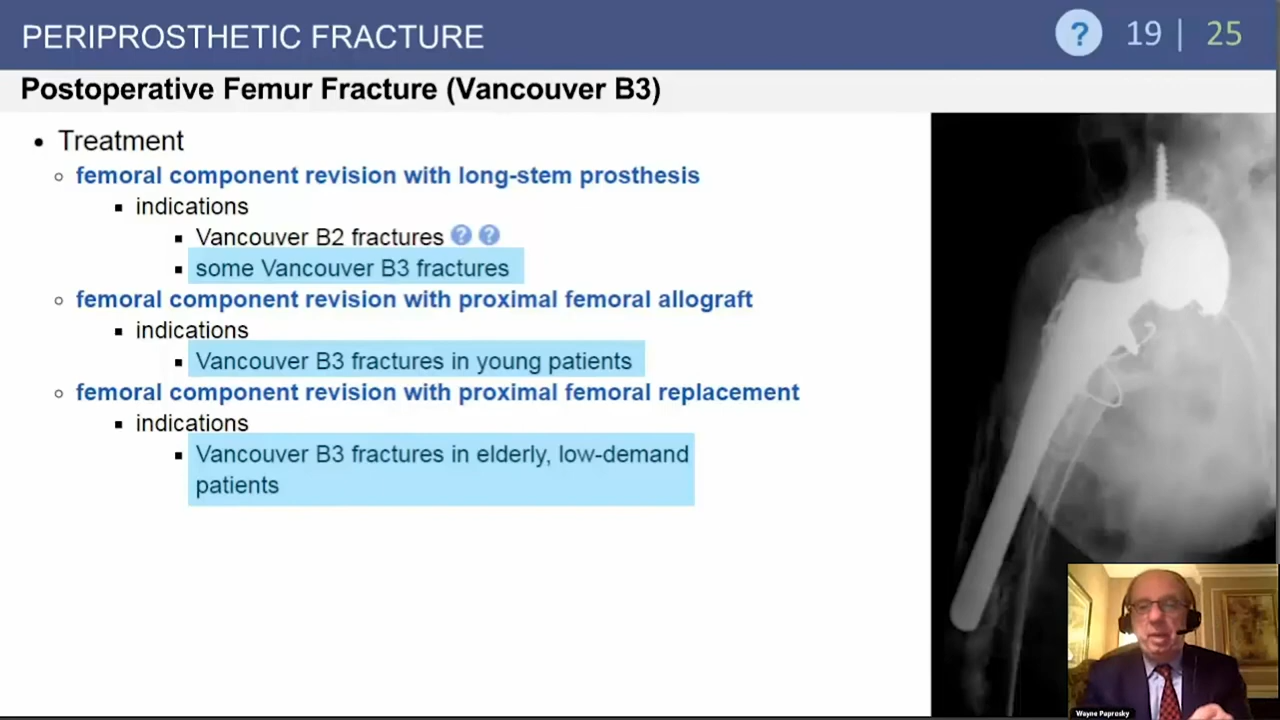 PERIPROSTHETIC FRACTURE
? 19 | 25
Postoperative Femur Fracture (Vancouver B3)
Treatment
femoral component revision with long-stem prosthesis
indications
Vancouver B2 fractures ? ?
some Vancouver B3 fractures
femoral component revision with proximal femoral allograft
indications
Vancouver B3 fractures in young patients
femoral component revision with proximal femoral replacement
indications
Vancouver B3 fractures in elderly, low-demand
patients
Wayne Paprosky